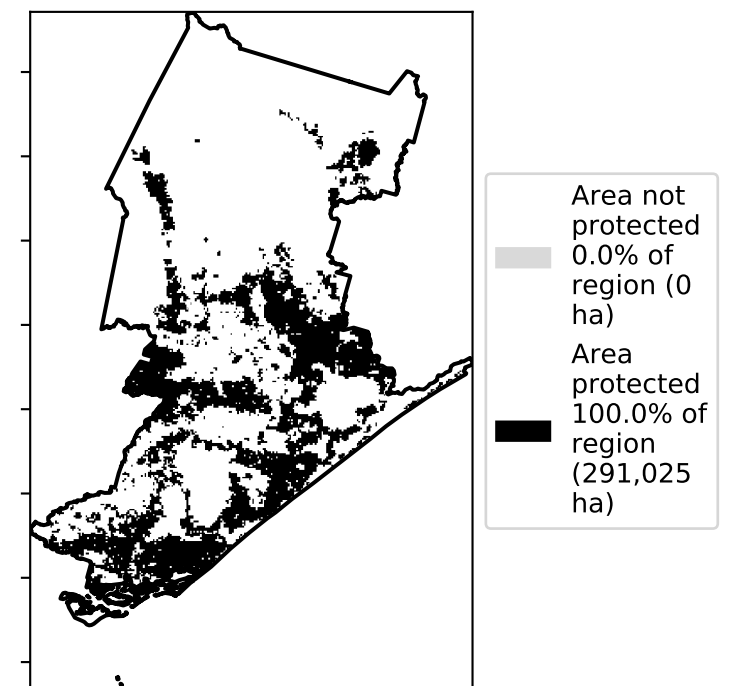 Area not
protected
0.0% of
region (0
ha)
Area
protected
100.0% of
region
(291,025
ha)